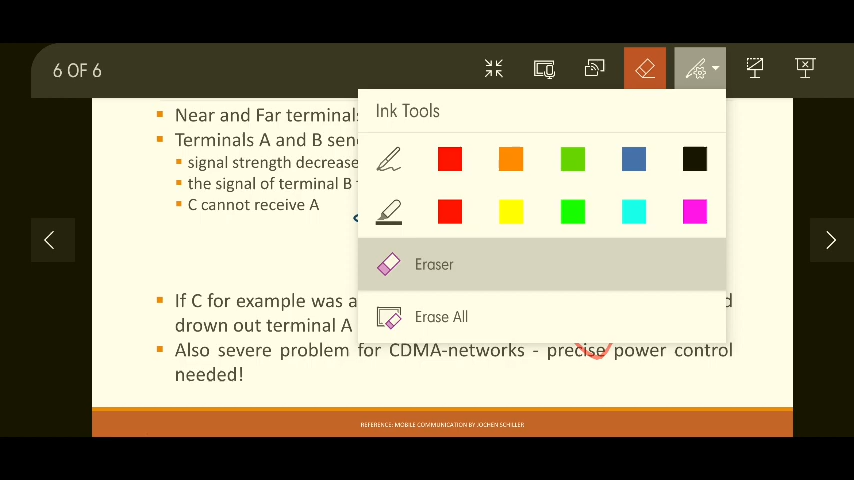 6 OF 6
Ink Tools
Eraser
Erase All
Near and Far terminals
Terminals A and B sen
signal strength decrease
the signal of terminal B
C cannot receive A
If C for example was a
drown out terminal A
Also severe problem for CDMA-networks - precise power control
needed!
REFERENCE: MOBILE COMMUNICATION BY JOCHEN SCHILLER